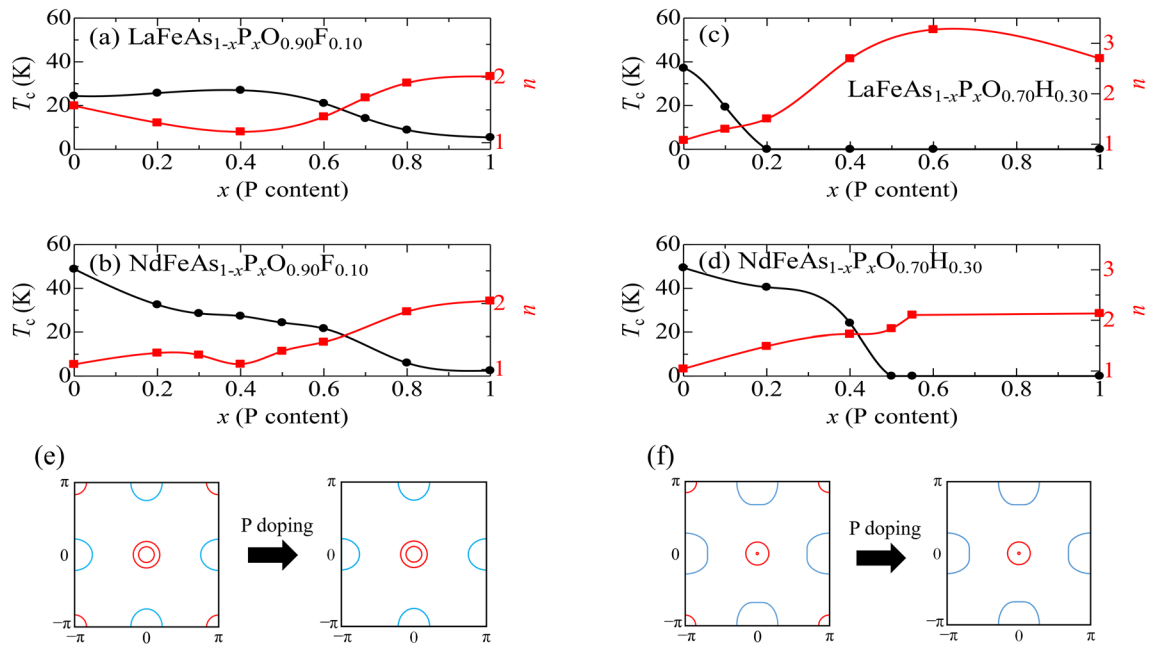 (a) LaFeAs1-xPxO0.90F0.10
Tc (K)
60
40
20
0
2
1
n
0 0.2 0.4 0.6 0.8 1
x (P content)
(c)
LaFeAs1-xPxO0.70H0.30
Tc (K)
60
40
20
0
3
2
1
n
0 0.2 0.4 0.6 0.8 1
x (P content)
(b) NdFeAs1-xPxO0.90F0.10
Tc (K)
60
40
20
0
2
1
n
0 0.2 0.4 0.6 0.8 1
x (P content)
(d) NdFeAs1-xPxO0.70H0.30
Tc (K)
60
40
20
0
3
2
1
n
0 0.2 0.4 0.6 0.8 1
x (P content)
(e)
π
0
−π
−π 0 π
P doping
π
0
−π
−π 0 π
(f)
π
0
−π
−π 0 π
P doping
π
0
−π
−π 0 π